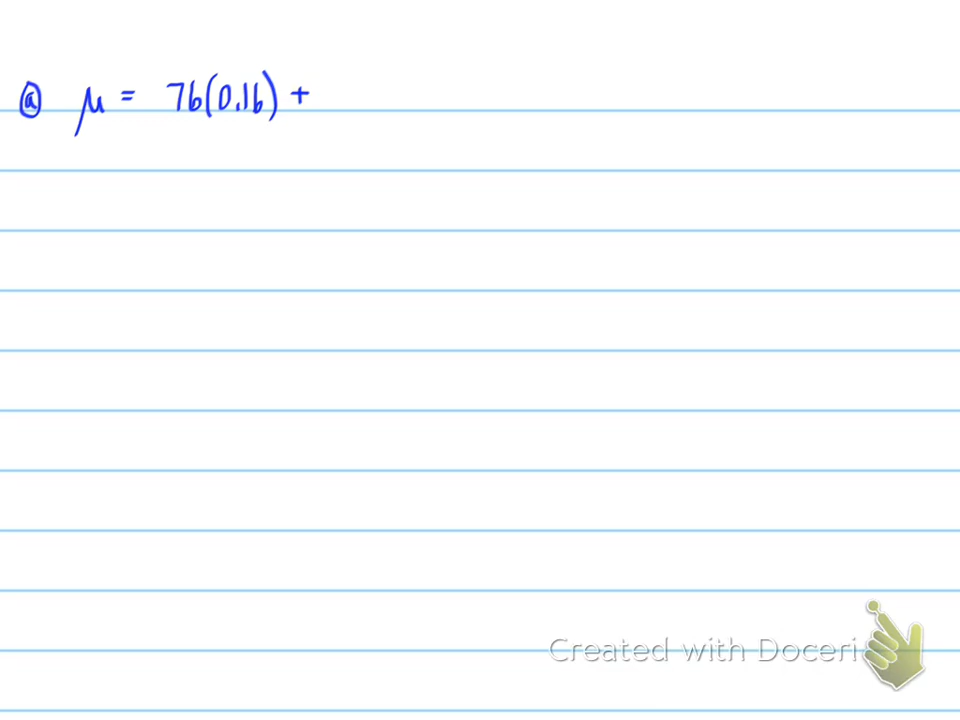 ⓐ μ = 76(0.16) +
Created with Doceri